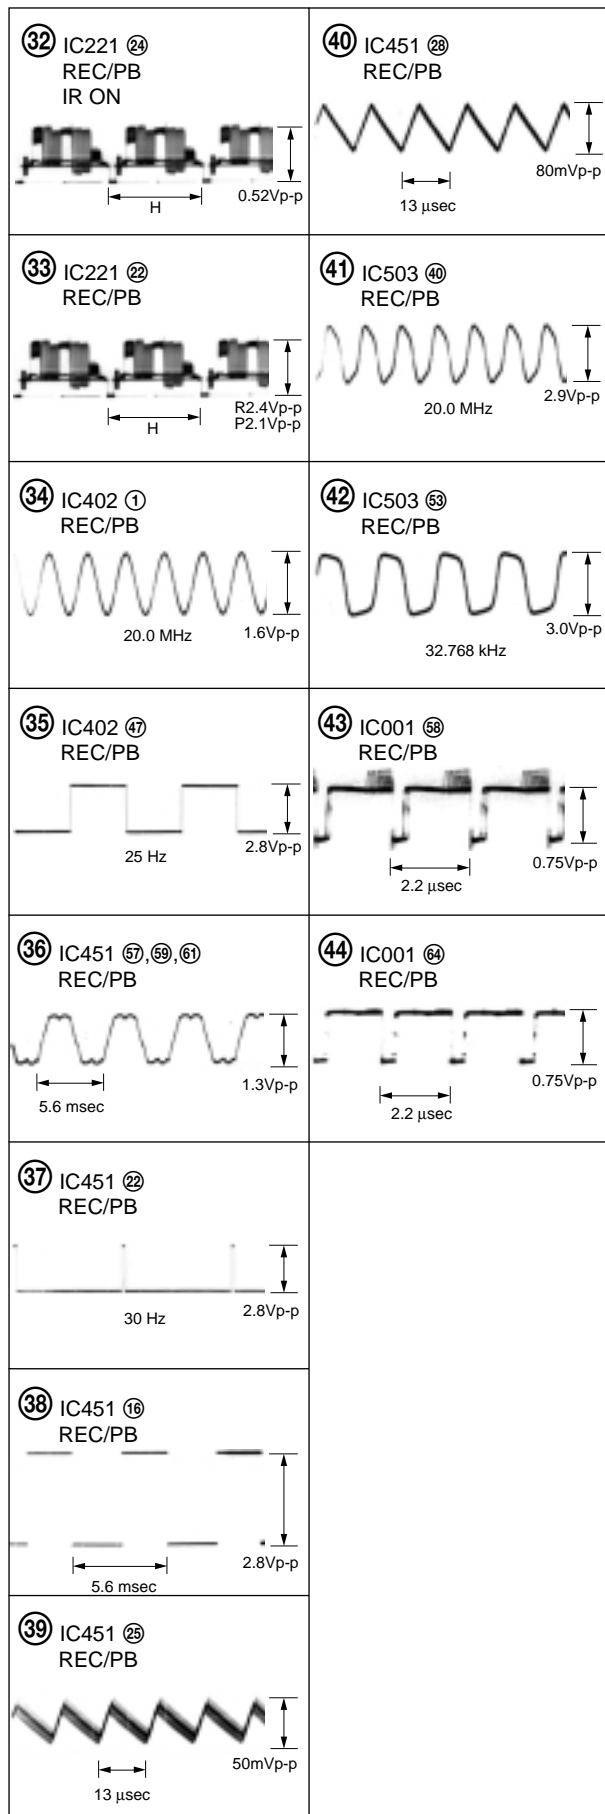 32 IC221 ㉔
REC/PB
IR ON
0.52Vp-p
H
33 IC221 ㉒
REC/PB
R2.4Vp-p
P2.1Vp-p
H
34 IC402 ①
REC/PB
20.0 MHz
1.6Vp-p
35 IC402 ㊼
REC/PB
25 Hz
2.8Vp-p
36 IC451 57,59,61
REC/PB
1.3Vp-p
5.6 msec
37 IC451 ㉒
REC/PB
30 Hz
2.8Vp-p
38 IC451 ⑯
REC/PB
2.8Vp-p
5.6 msec
39 IC451 ㉕
REC/PB
50mVp-p
13 µsec
40 IC451 ㉘
REC/PB
80mVp-p
13 µsec
41 IC503 ㊵
REC/PB
2.9Vp-p
20.0 MHz
42 IC503 53
REC/PB
3.0Vp-p
32.768 kHz
43 IC001 58
REC/PB
0.75Vp-p
2.2 µsec
44 IC001 64
REC/PB
0.75Vp-p
2.2 µsec